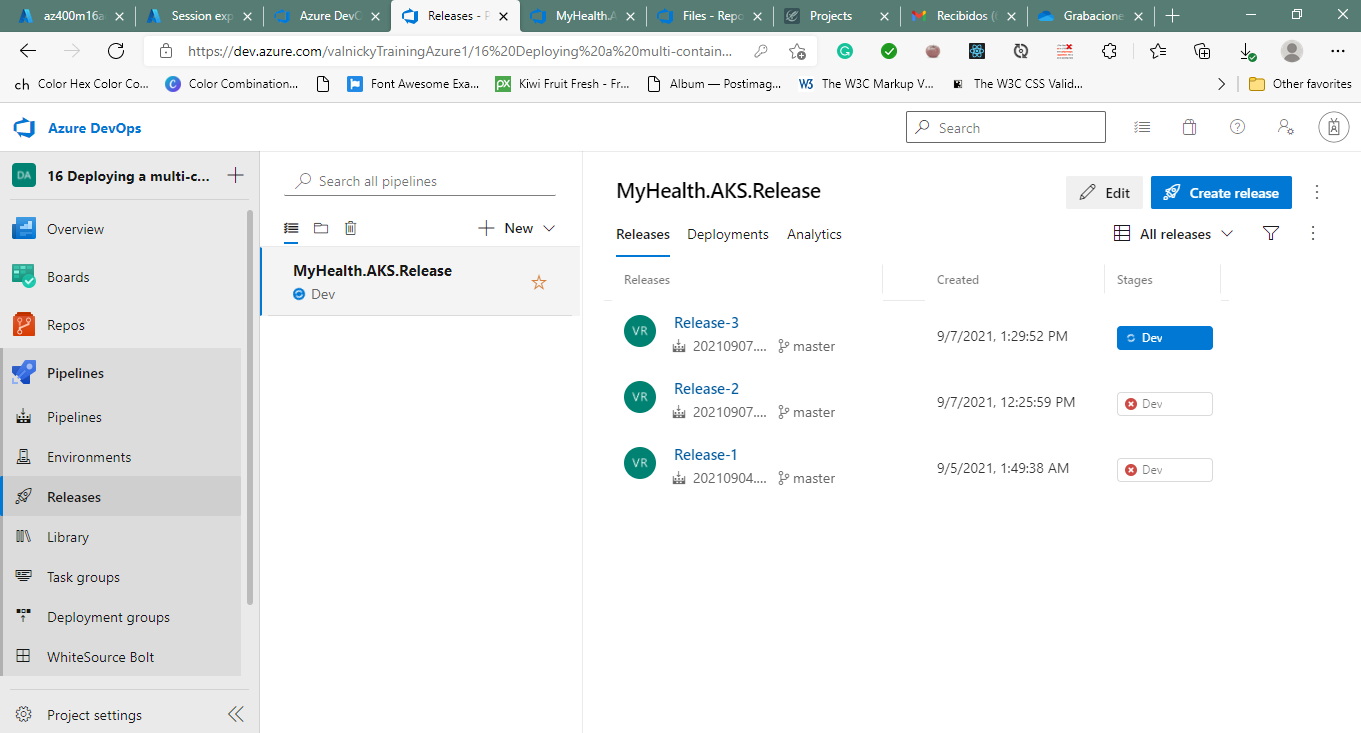 az400m16a
Session exp
Azure DevO
Releases - P
MyHealth.A
Files - Repo
Projects
Recibidos (
Grabacione
https://dev.azure.com/valnickyTrainingAzure1/16%20Deploying%20a%20multi-contain...
ch Color Hex Color Co...
C Color Combination...
Font Awesome Exa...
px Kiwi Fruit Fresh - Fr...
Album — Postimag...
W3 The W3C Markup V...
The W3C CSS Valid...
Other favorites
Azure DevOps
Search
DA 16 Deploying a multi-c...
Overview
Boards
Repos
Pipelines
Pipelines
Environments
Releases
Library
Task groups
Deployment groups
WhiteSource Bolt
Project settings
Search all pipelines
New
MyHealth.AKS.Release
Dev
MyHealth.AKS.Release
Edit
Create release
Releases Deployments Analytics
All releases
Releases Created Stages
VR Release-3
20210907.... master
9/7/2021, 1:29:52 PM
Dev
VR Release-2
20210907.... master
9/7/2021, 12:25:59 PM
Dev
VR Release-1
20210904.... master
9/5/2021, 1:49:38 AM
Dev